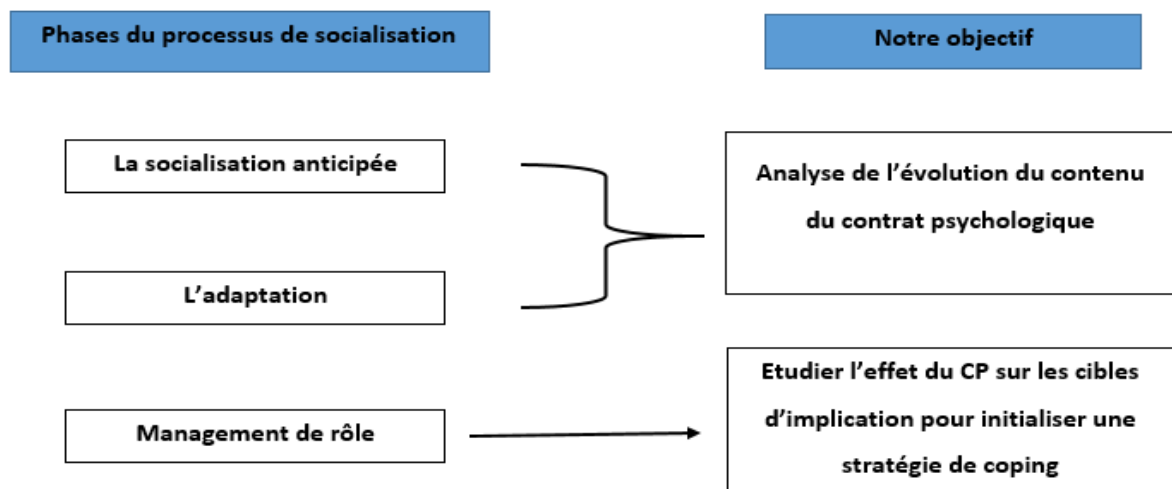 Phases du processus de socialisation
Notre objectif
La socialisation anticipée
Analyse de l’évolution du contenu
du contrat psychologique
L’adaptation
Management de rôle
Etudier l’effet du CP sur les cibles
d’implication pour initialiser une
stratégie de coping